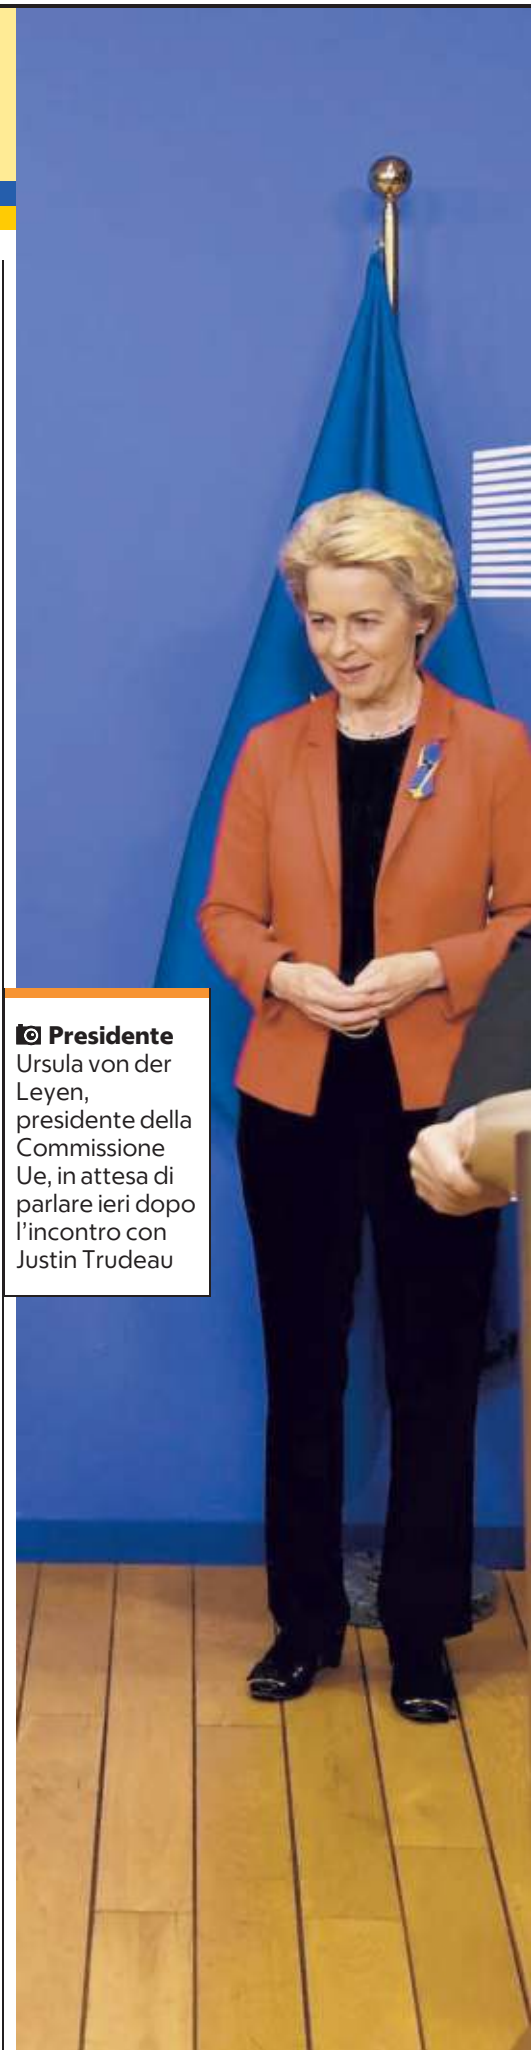 Presidente
Ursula von der
Leyen,
presidente della
Commissione
Ue, in attesa di
parlare ieri dopo
l'incontro con
Justin Trudeau